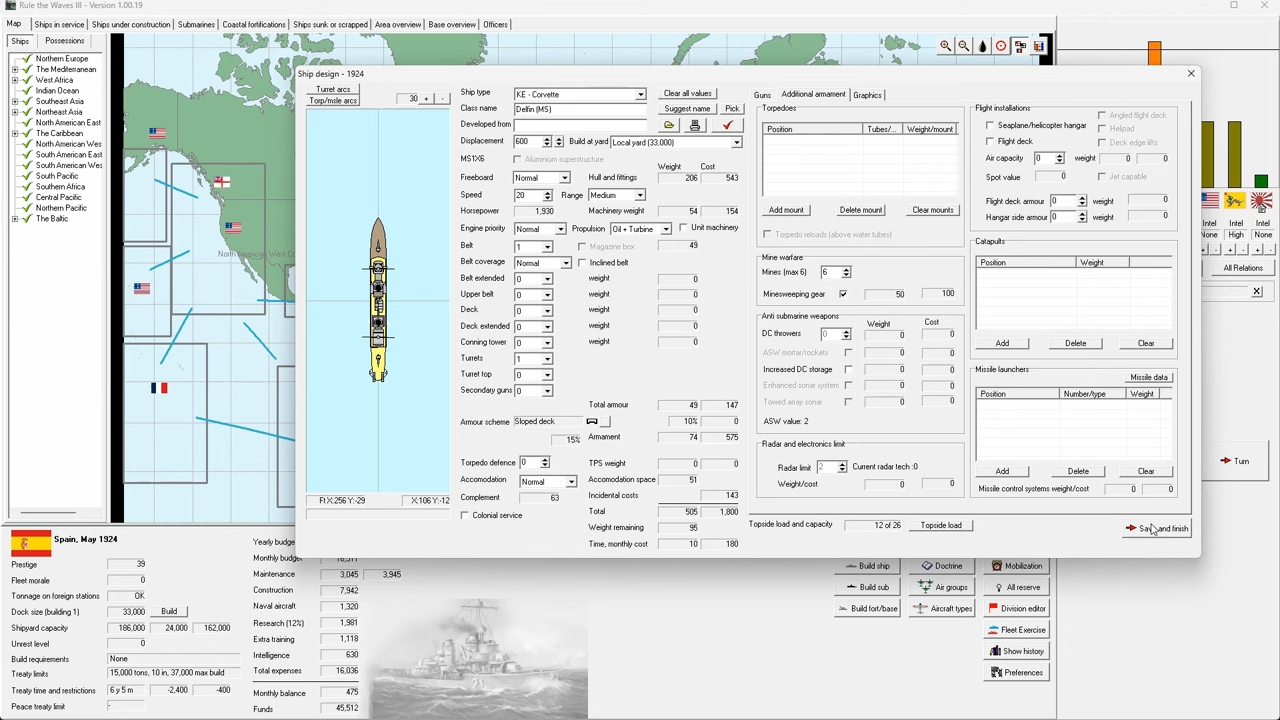 Rule the Waves III - Version 1.00.19
Map Ships in service Ships under construction Submarines Coastal fortifications Ships sunk or scrapped Area overview Base overview Officers
Ships Possessions
Northern Europe
The Mediterranean
West Africa
Indian Ocean
Southeast Asia
Northeast Asia
North American East
The Caribbean
North American Wes
South American East
South American Wes
South Pacific
Southern Africa
Central Pacific
Northern Pacific
The Baltic
Ship design - 1924
Turret arcs
Torp/msle arcs
30 + -
Ft X:256 Y:-29 X:106 Y:-12
Ship type KE - Corvette Clear all values
Class name Delfin (MS) Suggest name Pick
Developed from
Displacement 600 Build at yard Local yard (33,000)
MS1X6 Aluminium superstructure Weight Cost
Freeboard Normal Hull and fittings 206 543
Speed 20 Range Medium
Horsepower 1,930 Machinery weight 54 154
Engine priority Normal Propulsion Oil + Turbine Unit machinery
Belt 1 Magazine box 49
Belt coverage Normal Inclined belt
Belt extended 0 weight 0
Upper belt 0 weight 0
Deck 0 weight 0
Deck extended 0 weight 0
Conning tower 0 weight 0
Turrets 1
Turret top 0
Secondary guns 0
Total armour 49 147
Armour scheme Sloped deck 10% 0
15% Armament 74 575
Torpedo defence 0 TPS weight 0 0
Accomodation Normal Accomodation space 51
Complement 63 Incidental costs 143
Colonial service Total 505 1,800
Weight remaining 95
Time, monthly cost 10 180
Guns Additional armament Graphics
Torpedoes
Position Tubes/... Weight/mount
Add mount Delete mount Clear mounts
Torpedo reloads (above water tubes)
Mine warfare
Mines (max 6) 6
Minesweeping gear 50 100
Anti submarine weapons
Weight Cost
DC throwers 0 0 0
ASW mortar/rockets 0 0
Increased DC storage 0 0
Enhanced sonar system 0 0
Towed array sonar 0 0
ASW value: 2
Radar and electronics limit
Radar limit 2 Current radar tech :0
Weight/cost 0 0
Topside load and capacity 12 of 26 Topside load
Flight installations
Seaplane/helicopter hangar Angled flight deck
Helipad
Flight deck Deck edge lifts
Air capacity 0 weight 0 0
Spot value 0 Jet capable
Flight deck armour 0 weight 0
Hangar side armour 0 weight 0
Catapults
Position Weight
Add Delete Clear
Missile launchers
Missile data
Position Number/type Weight
Add Delete Clear
Missile control systems weight/cost 0 0
Intel Intel Intel
None High None
All Relations
Turn
Spain, May 1924
Prestige 39
Fleet morale 0
Tonnage on foreign stations OK
Dock size (building 1) 33,000 Build
Shipyard capacity 186,000 24,000 162,000
Unrest level 0
Build requirements None
Treaty limits 15,000 tons, 10 in, 37,000 max build
Treaty time and restrictions 6 y 5 m -2,400 -400
Peace treaty limit -
Maintenance 3,045 3,945
Construction 7,942
Naval aircraft 1,320
Research (12%) 1,981
Extra training 1,118
Intelligence 630
Total expenses 16,036
Monthly balance 475
Funds 45,512
Build ship Doctrine Mobilization
Build sub Air groups All reserve
Build fort/base Aircraft types Division editor
Fleet Exercise
Show history
Preferences